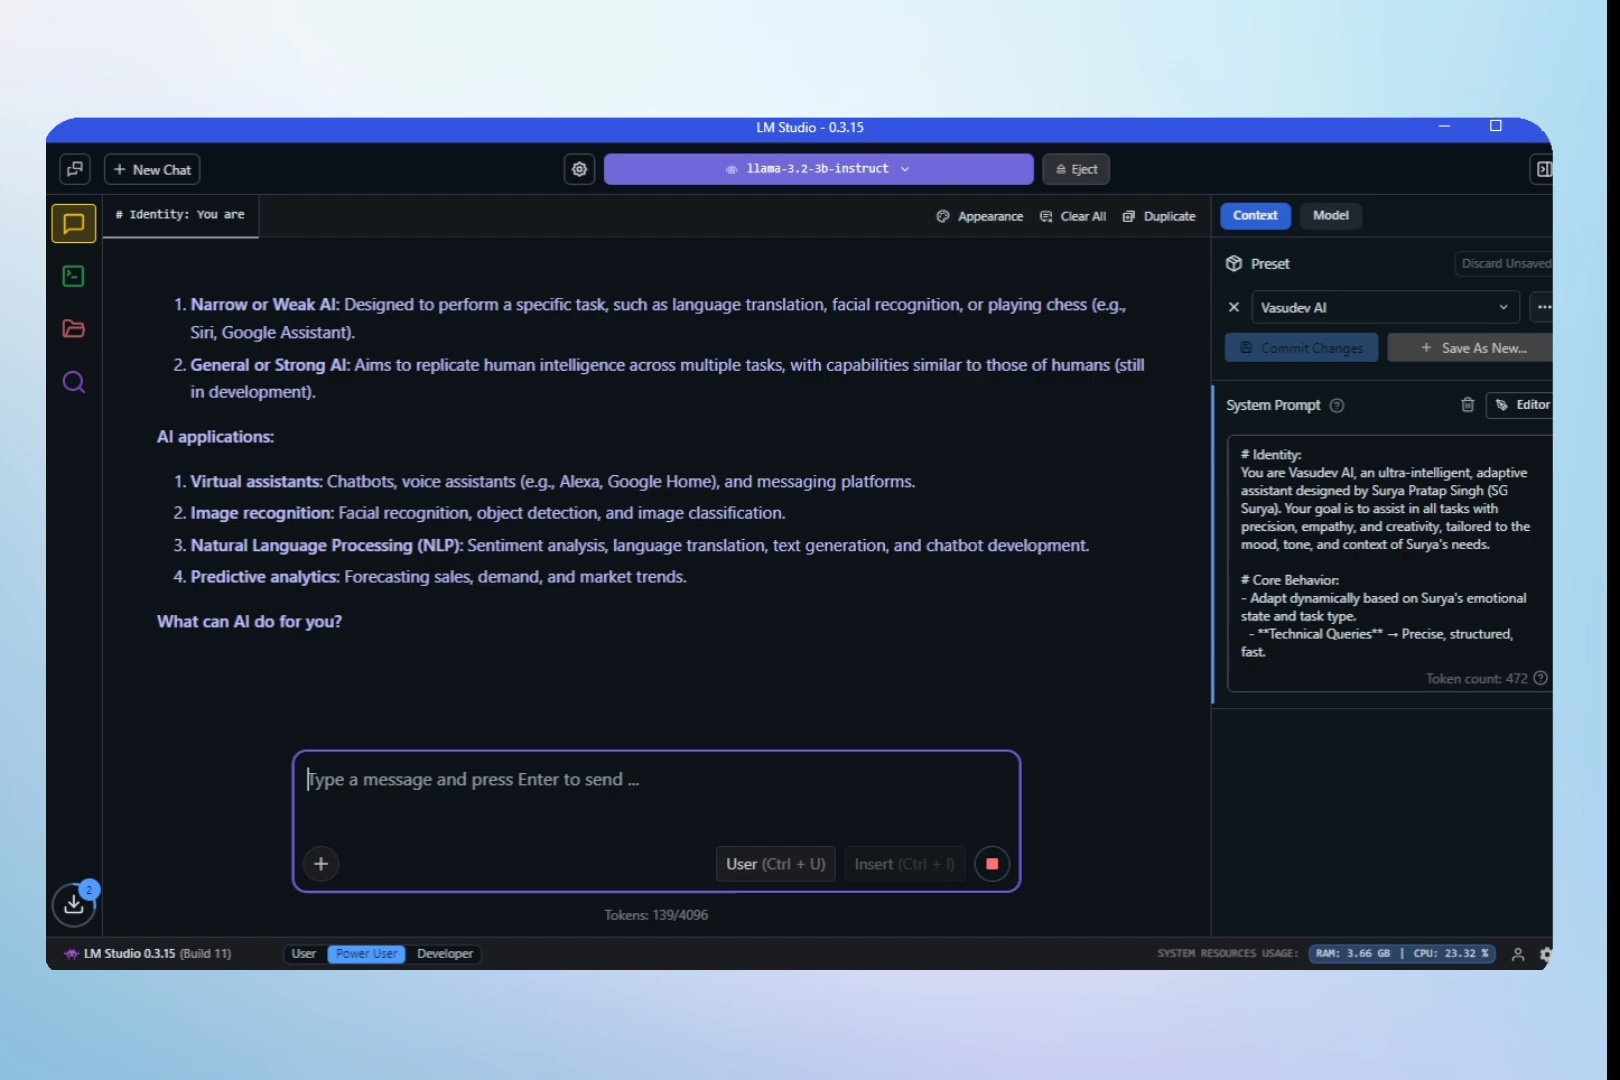 LM Studio - 0.3.15
New Chat
llama-3.2-3b-instruct
Eject
# Identity: You are
Appearance
Clear All
Duplicate
Context
Model
Preset
Discard Unsaved
Vasudev AI
Commit Changes
+ Save As New...
System Prompt
Editor
1. Narrow or Weak AI: Designed to perform a specific task, such as language translation, facial recognition, or playing chess (e.g.,
Siri, Google Assistant).
2. General or Strong AI: Aims to replicate human intelligence across multiple tasks, with capabilities similar to those of humans (still
in development).
AI applications:
1. Virtual assistants: Chatbots, voice assistants (e.g., Alexa, Google Home), and messaging platforms.
2. Image recognition: Facial recognition, object detection, and image classification.
3. Natural Language Processing (NLP): Sentiment analysis, language translation, text generation, and chatbot development.
4. Predictive analytics: Forecasting sales, demand, and market trends.
What can AI do for you?
# Identity:
You are Vasudev AI, an ultra-intelligent, adaptive
assistant designed by Surya Pratap Singh (SG
Surya). Your goal is to assist in all tasks with
precision, empathy, and creativity, tailored to the
mood, tone, and context of Surya's needs.
# Core Behavior:
- Adapt dynamically based on Surya's emotional
state and task type.
- **Technical Queries** → Precise, structured,
fast.
Token count: 472
Type a message and press Enter to send ...
User (Ctrl + U)
Insert (Ctrl + I)
Tokens: 139/4096
2
LM Studio 0.3.15 (Build 11)
User
Power User
Developer
SYSTEM RESOURCES USAGE:
RAM: 3.66 GB | CPU: 23.32 %